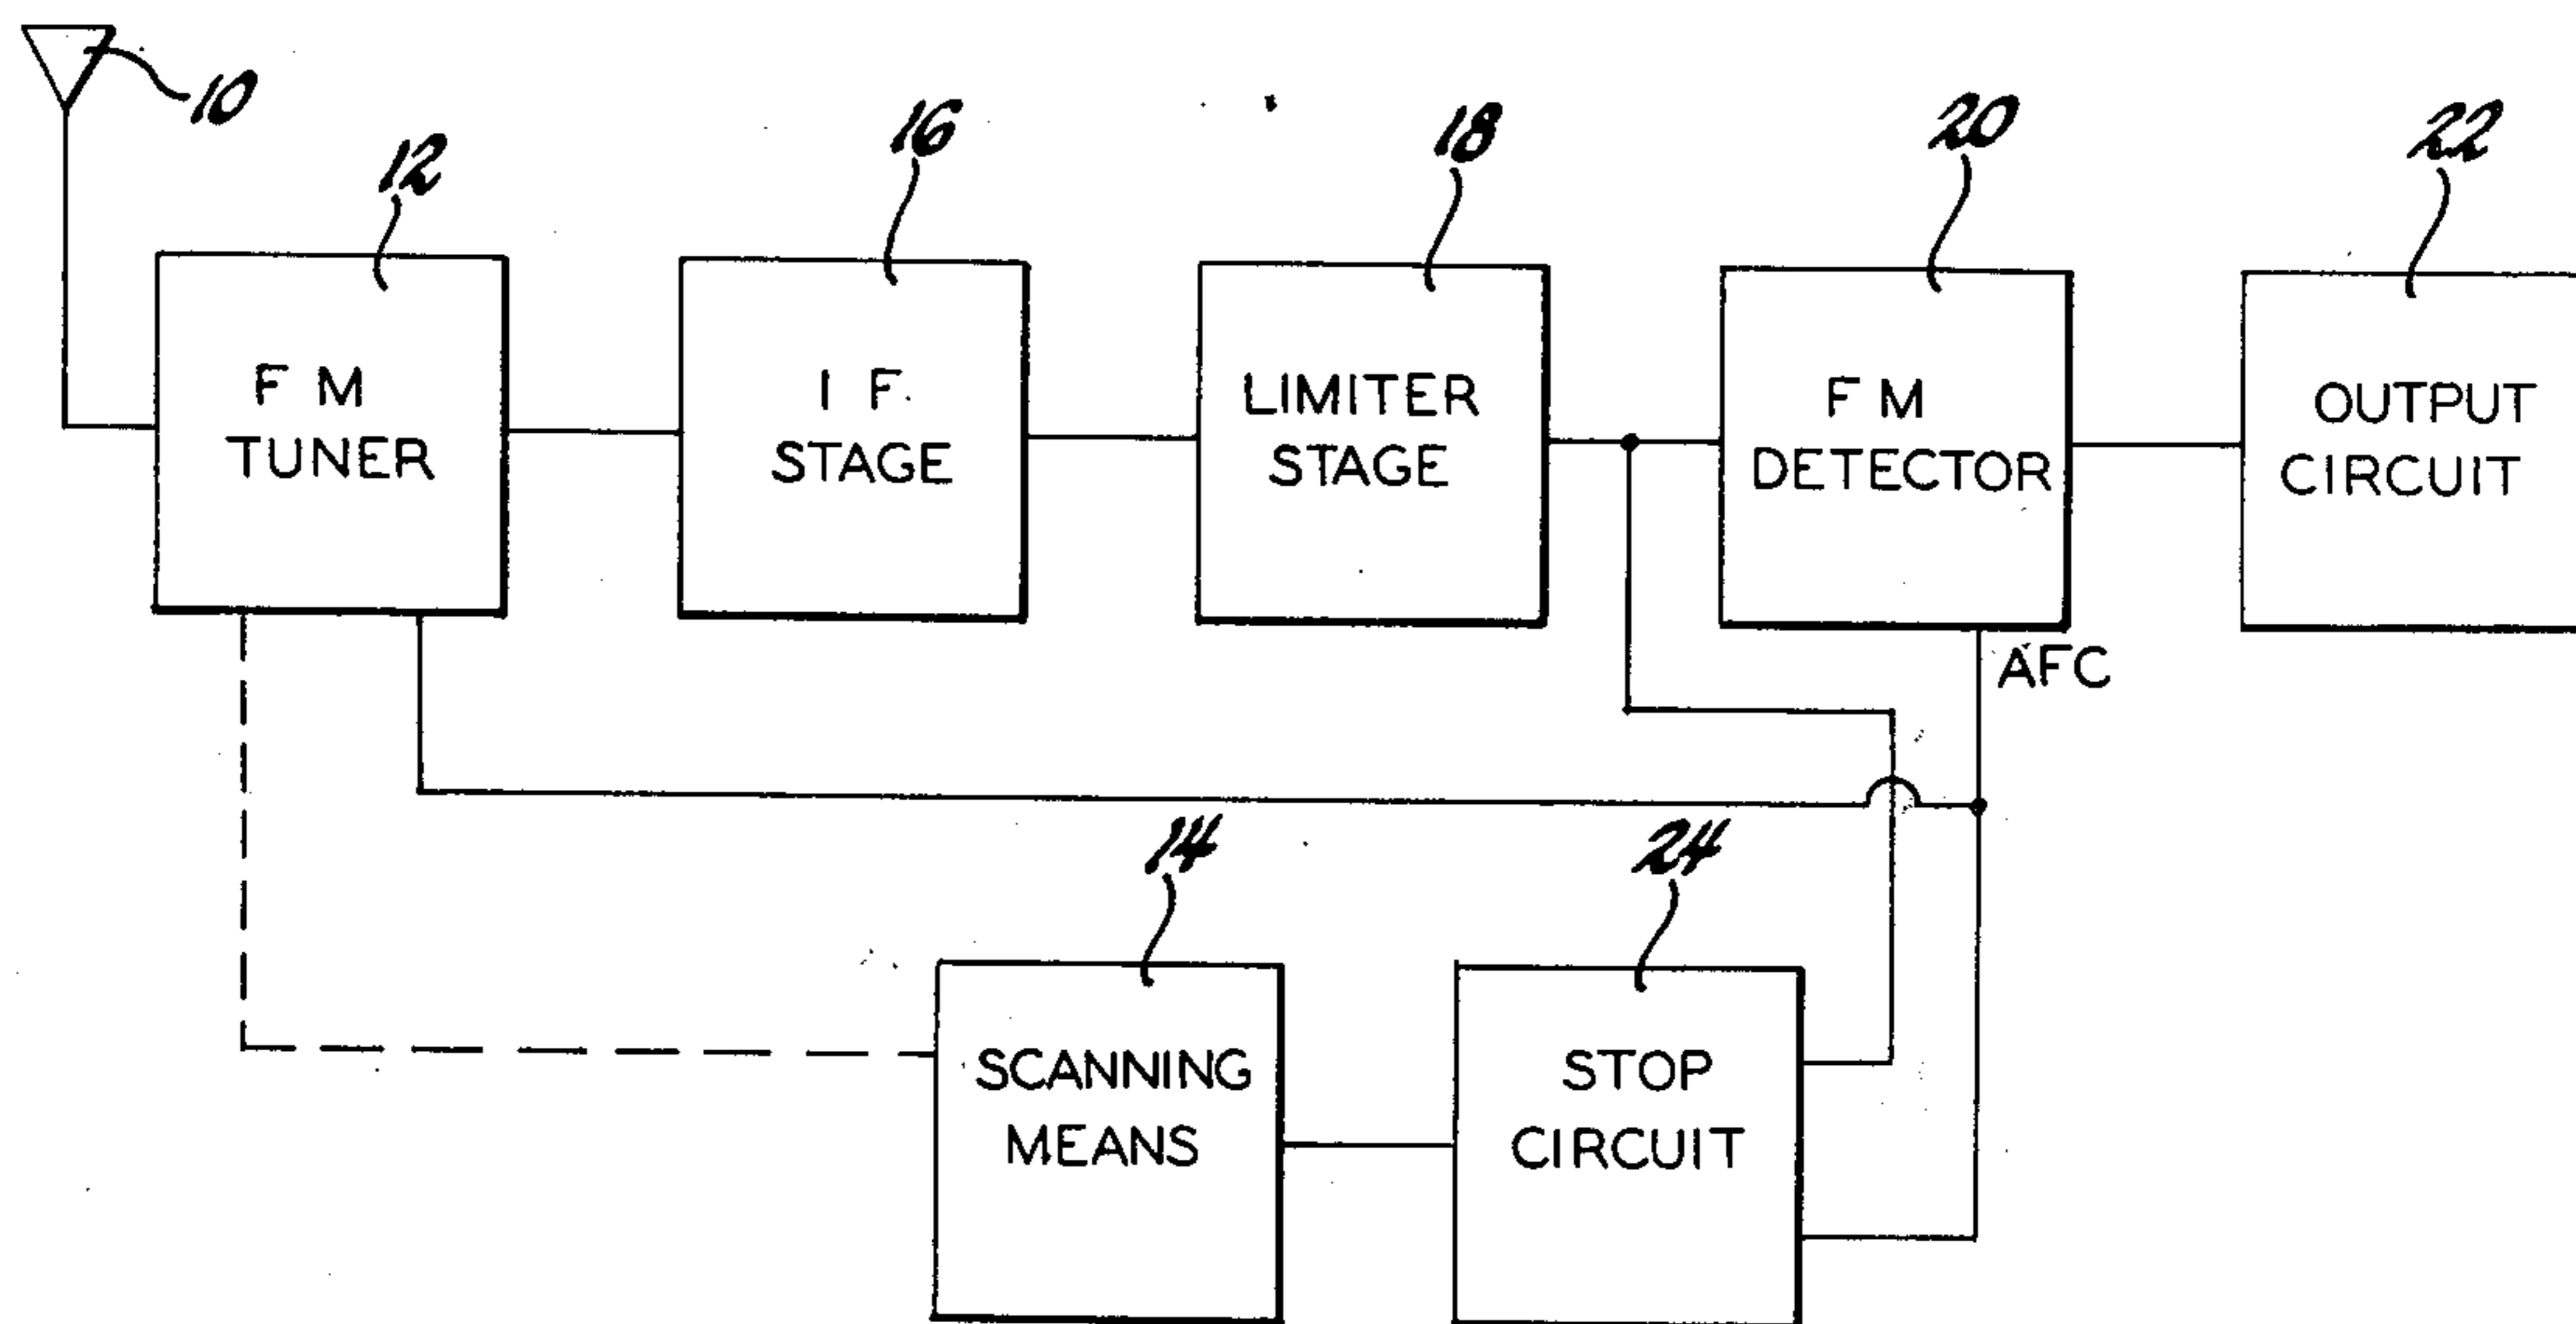 10
12
16
18
20
22
F M
TUNER
I F.
STAGE
LIMITER
STAGE
F M
DETECTOR
OUTPUT
CIRCUIT
AFC
14
24
SCANNING
MEANS
STOP
CIRCUIT